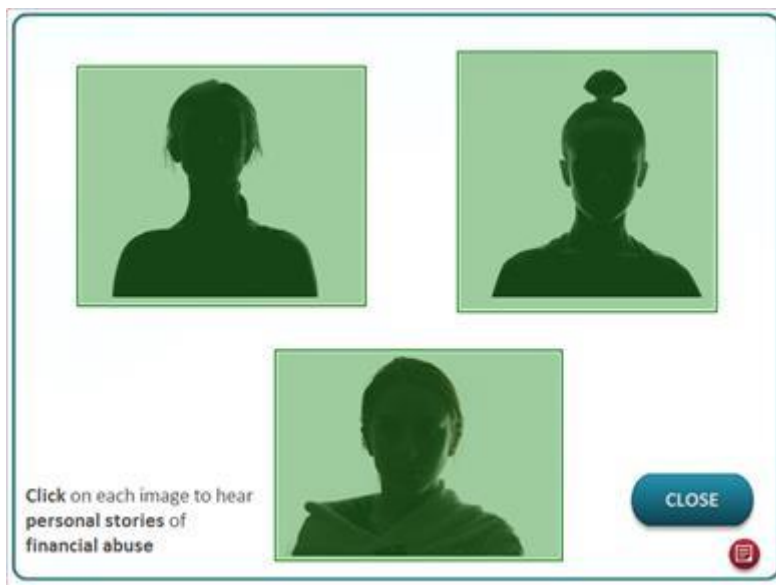 Click on each image to hear
personal stories of
financial abuse
CLOSE